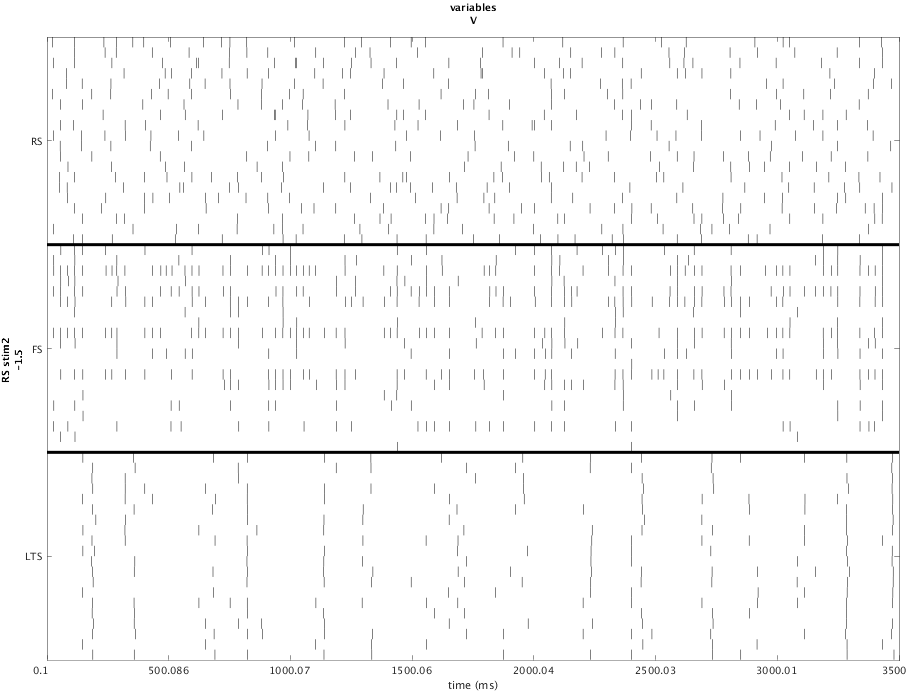 variables
V
RS
FS
LTS
RS stim2
-1.5
0.1
500.086
1000.07
1500.06
2000.04
2500.03
3000.01
3500
time (ms)